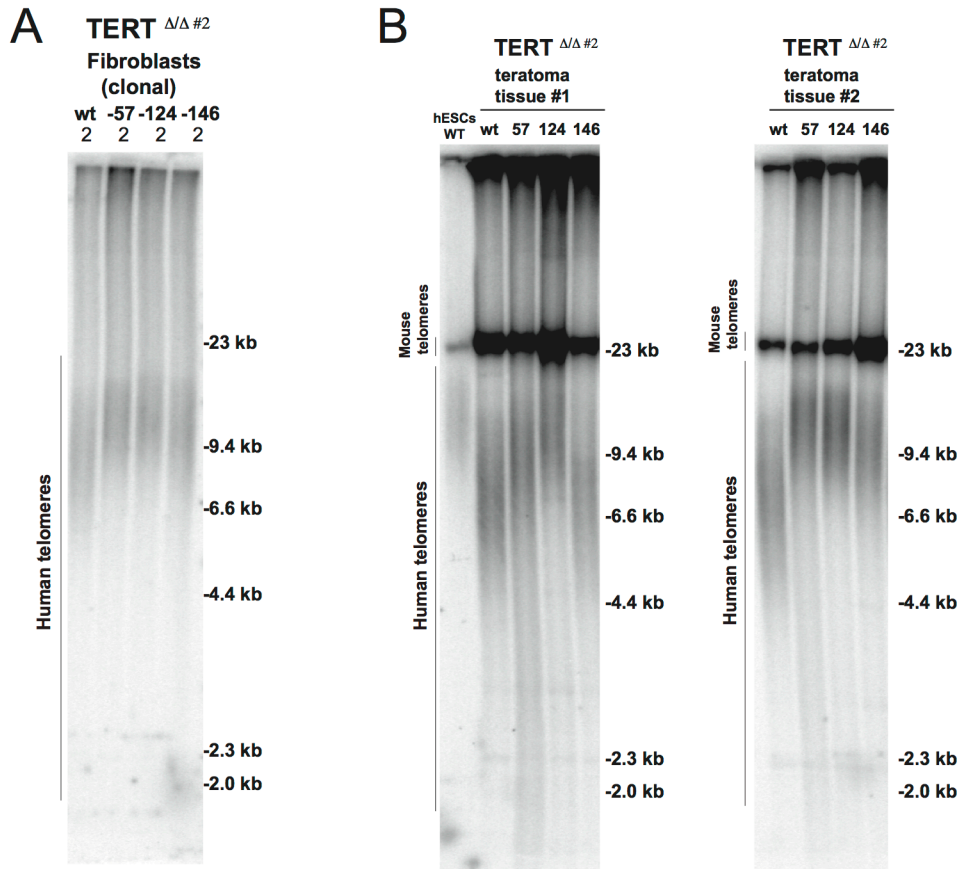 A
TERT Δ/Δ #2
Fibroblasts
(clonal)
wt -57 -124 -146
2 2 2 2
Human telomeres
-23 kb
-9.4 kb
-6.6 kb
-4.4 kb
-2.3 kb
-2.0 kb
B
TERT Δ/Δ #2
teratoma
tissue #1
hESCs
WT
wt 57 124 146
Mouse
telomeres
Human telomeres
-23 kb
-9.4 kb
-6.6 kb
-4.4 kb
-2.3 kb
-2.0 kb
TERT Δ/Δ #2
teratoma
tissue #2
wt 57 124 146
Mouse
telomeres
Human telomeres
-23 kb
-9.4 kb
-6.6 kb
-4.4 kb
-2.3 kb
-2.0 kb